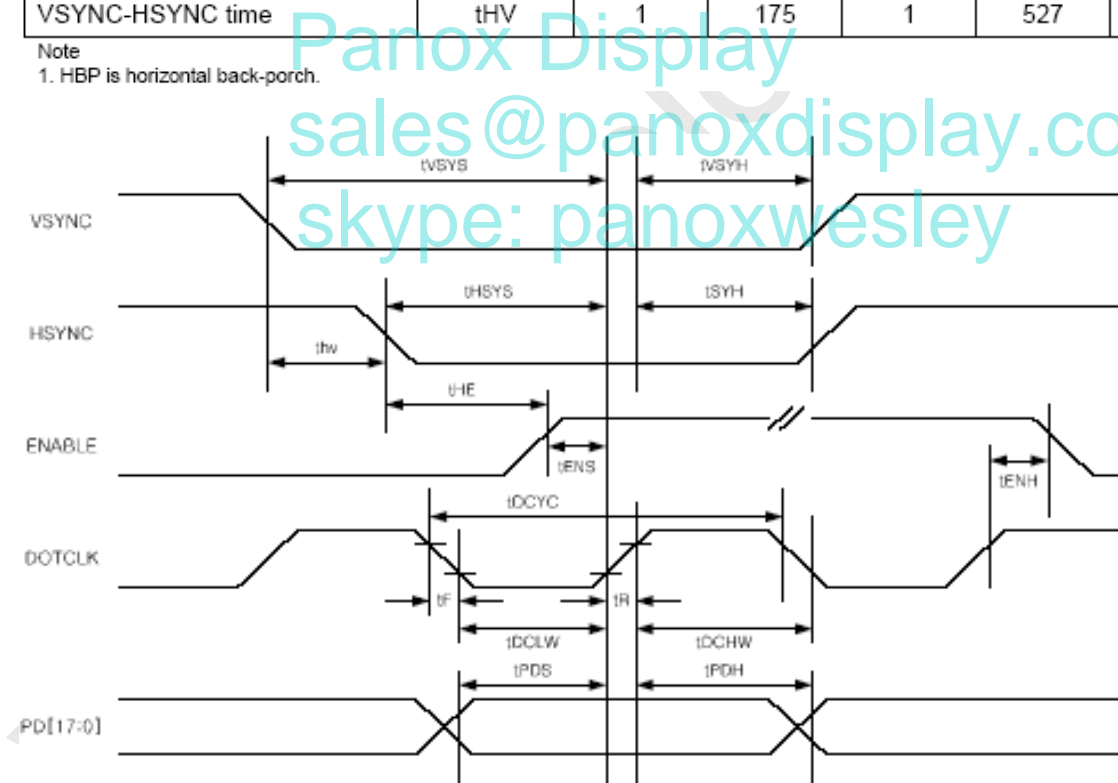 VSYNC-HSYNC time tHV 1 175 1 527
Note
1. HBP is horizontal back-porch.
Panox Display
sales@panoxdisplay.co
skype: panoxwesley
tVSYS tVSYH
VSYNC
tHSYS tSYH
HSYNC
thv
tHE
ENABLE
tENS
tENH
tDCYC
DOTCLK
tF tR
tDCLW tDCHW
tPDS tPDH
PD[17:0]